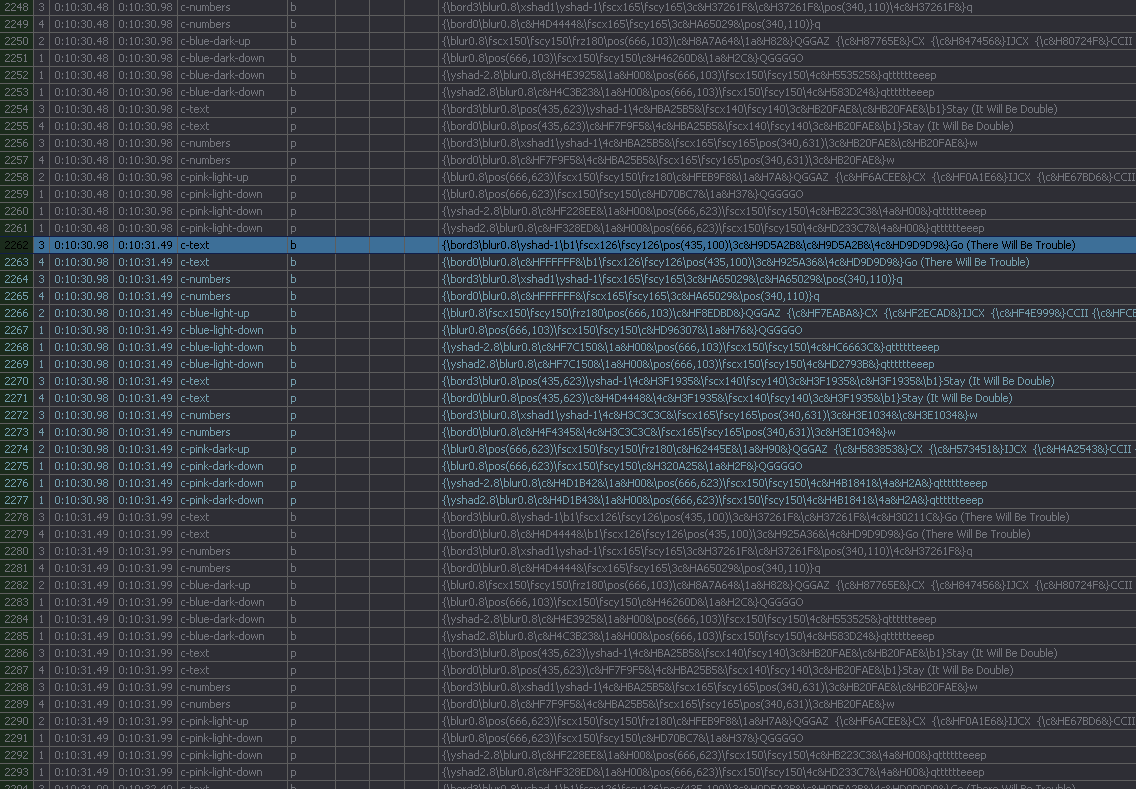 2248 3 0:10:30.48 0:10:30.98 c-numbers b {\bord3\blur0.8\xshad1\yshad-1\fscx165\fscy165\3c&H37261F&\c&H37261F&\pos(340,110)\4c&H37261F&}q
2249 4 0:10:30.48 0:10:30.98 c-numbers b {\bord0\blur0.8\c&H4D4444&\fscx165\fscy165\3c&HA65029&\pos(340,110)}q
2250 2 0:10:30.48 0:10:30.98 c-blue-dark-up b {\blur0.8\fscx150\fscy150\frz180\pos(666,103)\c&H8A7A64&\1a&H82&}QGGAZ {\c&H87765E&}CX {\c&H847456&}IJCX {\c&H80724F&}CCII
2251 1 0:10:30.48 0:10:30.98 c-blue-dark-down b {\blur0.8\pos(666,103)\fscx150\fscy150\c&H46260D&\1a&H2C&}QGGGGO
2252 1 0:10:30.48 0:10:30.98 c-blue-dark-down b {\yshad-2.8\blur0.8\c&H4E3925&\1a&H00&\pos(666,103)\fscx150\fscy150\4c&H553525&}qttttttteeep
2253 1 0:10:30.48 0:10:30.98 c-blue-dark-down b {\yshad2.8\blur0.8\c&H4C3B23&\1a&H00&\pos(666,103)\fscx150\fscy150\4c&H583D24&}qttttttteeep
2254 3 0:10:30.48 0:10:30.98 c-text p {\bord3\blur0.8\pos(435,623)\yshad-1\4c&HBA25B5&\fscx140\fscy140\3c&HB20FAE&\c&HB20FAE&\b1}Stay (It Will Be Double)
2255 4 0:10:30.48 0:10:30.98 c-text p {\bord0\blur0.8\pos(435,623)\c&HF7F9F5&\4c&HBA25B5&\fscx140\fscy140\3c&HB20FAE&\b1}Stay (It Will Be Double)
2256 3 0:10:30.48 0:10:30.98 c-numbers p {\bord3\blur0.8\xshad1\yshad-1\4c&HBA25B5&\fscx165\fscy165\pos(340,631)\3c&HB20FAE&\c&HB20FAE&}w
2257 4 0:10:30.48 0:10:30.98 c-numbers p {\bord0\blur0.8\c&HF7F9F5&\4c&HBA25B5&\fscx165\fscy165\pos(340,631)\3c&HB20FAE&}w
2258 2 0:10:30.48 0:10:30.98 c-pink-light-up p {\blur0.8\pos(666,623)\fscx150\fscy150\frz180\c&HFEB9F8&\1a&H7A&}QGGAZ {\c&HF6ACEE&}CX {\c&HF0A1E6&}IJCX {\c&HE67BD6&}CCII
2259 1 0:10:30.48 0:10:30.98 c-pink-light-down p {\blur0.8\pos(666,623)\fscx150\fscy150\c&HD70BC7&\1a&H37&}QGGGGO
2260 1 0:10:30.48 0:10:30.98 c-pink-light-down p {\yshad-2.8\blur0.8\c&HF228EE&\1a&H00&\pos(666,623)\fscx150\fscy150\4c&HB223C3&\4a&H00&}qttttttteeep
2261 1 0:10:30.48 0:10:30.98 c-pink-light-down p {\yshad2.8\blur0.8\c&HF328ED&\1a&H00&\pos(666,623)\fscx150\fscy150\4c&HD233C7&\4a&H00&}qttttttteeep
2262 3 0:10:30.98 0:10:31.49 c-text b {\bord3\blur0.8\yshad-1\b1\fscx126\fscy126\pos(435,100)\3c&H9D5A2B&\c&H9D5A2B&\4c&HD9D9D9&}Go (There Will Be Trouble)
2263 4 0:10:30.98 0:10:31.49 c-text b {\bord0\blur0.8\c&HFFFFFF&\b1\fscx126\fscy126\pos(435,100)\3c&H925A36&\4c&HD9D9D9&}Go (There Will Be Trouble)
2264 3 0:10:30.98 0:10:31.49 c-numbers b {\bord3\blur0.8\xshad1\yshad-1\fscx165\fscy165\3c&HA65029&\c&HA65029&\pos(340,110)}q
2265 4 0:10:30.98 0:10:31.49 c-numbers b {\bord0\blur0.8\c&HFFFFFF&\fscx165\fscy165\3c&HA65029&\pos(340,110)}q
2266 2 0:10:30.98 0:10:31.49 c-blue-light-up b {\blur0.8\fscx150\fscy150\frz180\pos(666,103)\c&HF8EDBD&}QGGAZ {\c&HF7EABA&}CX {\c&HF2ECAD&}IJCX {\c&HF4E999&}CCII {\c&HFCE
2267 1 0:10:30.98 0:10:31.49 c-blue-light-down b {\blur0.8\pos(666,103)\fscx150\fscy150\c&HD96307&\1a&H76&}QGGGGO
2268 1 0:10:30.98 0:10:31.49 c-blue-light-down b {\yshad-2.8\blur0.8\c&HF7C150&\1a&H00&\pos(666,103)\fscx150\fscy150\4c&HC6663C&}qttttttteeep
2269 1 0:10:30.98 0:10:31.49 c-blue-light-down b {\yshad2.8\blur0.8\c&HF7C150&\1a&H00&\pos(666,103)\fscx150\fscy150\4c&HD2793B&}qttttttteeep
2270 3 0:10:30.98 0:10:31.49 c-text p {\bord3\blur0.8\pos(435,623)\yshad-1\4c&H3F1935&\fscx140\fscy140\3c&H3F1935&\c&H3F1935&\b1}Stay (It Will Be Double)
2271 4 0:10:30.98 0:10:31.49 c-text p {\bord0\blur0.8\pos(435,623)\c&H4D4448&\4c&H3F1935&\fscx140\fscy140\3c&H3F1935&\b1}Stay (It Will Be Double)
2272 3 0:10:30.98 0:10:31.49 c-numbers p {\bord3\blur0.8\xshad1\yshad-1\4c&H3C3C3C&\fscx165\fscy165\pos(340,631)\3c&H3E1034&\c&H3E1034&}w
2273 4 0:10:30.98 0:10:31.49 c-numbers p {\bord0\blur0.8\c&H4F4345&\4c&H3C3C3C&\fscx165\fscy165\pos(340,631)\3c&H3E1034&}w
2274 2 0:10:30.98 0:10:31.49 c-pink-dark-up p {\blur0.8\pos(666,623)\fscx150\fscy150\frz180\c&H62445E&\1a&H90&}QGGAZ {\c&H583853&}CX {\c&H573451&}IJCX {\c&H4A2543&}CCII
2275 1 0:10:30.98 0:10:31.49 c-pink-dark-down p {\blur0.8\pos(666,623)\fscx150\fscy150\c&H320A25&\1a&H2F&}QGGGGO
2276 1 0:10:30.98 0:10:31.49 c-pink-dark-down p {\yshad-2.8\blur0.8\c&H4D1B42&\1a&H00&\pos(666,623)\fscx150\fscy150\4c&H4B1841&\4a&H2A&}qttttttteeep
2277 1 0:10:30.98 0:10:31.49 c-pink-dark-down p {\yshad2.8\blur0.8\c&H4D1B43&\1a&H00&\pos(666,623)\fscx150\fscy150\4c&H4B1841&\4a&H2A&}qttttttteeep
2278 3 0:10:31.49 0:10:31.99 c-text b {\bord3\blur0.8\yshad-1\b1\fscx126\fscy126\pos(435,100)\3c&H37261F&\c&H37261F&\4c&H30211C&}Go (There Will Be Trouble)
2279 4 0:10:31.49 0:10:31.99 c-text b {\bord0\blur0.8\c&H4D4444&\b1\fscx126\fscy126\pos(435,100)\3c&H925A36&\4c&HD9D9D9&}Go (There Will Be Trouble)
2280 3 0:10:31.49 0:10:31.99 c-numbers b {\bord3\blur0.8\xshad1\yshad-1\fscx165\fscy165\3c&H37261F&\c&H37261F&\pos(340,110)\4c&H37261F&}q
2281 4 0:10:31.49 0:10:31.99 c-numbers b {\bord0\blur0.8\c&H4D4444&\fscx165\fscy165\3c&HA65029&\pos(340,110)}q
2282 2 0:10:31.49 0:10:31.99 c-blue-dark-up b {\blur0.8\fscx150\fscy150\frz180\pos(666,103)\c&H8A7A64&\1a&H82&}QGGAZ {\c&H87765E&}CX {\c&H847456&}IJCX {\c&H80724F&}CCII
2283 1 0:10:31.49 0:10:31.99 c-blue-dark-down b {\blur0.8\pos(666,103)\fscx150\fscy150\c&H46260D&\1a&H2C&}QGGGGO
2284 1 0:10:31.49 0:10:31.99 c-blue-dark-down b {\yshad-2.8\blur0.8\c&H4E3925&\1a&H00&\pos(666,103)\fscx150\fscy150\4c&H553525&}qttttttteeep
2285 1 0:10:31.49 0:10:31.99 c-blue-dark-down b {\yshad2.8\blur0.8\c&H4C3B23&\1a&H00&\pos(666,103)\fscx150\fscy150\4c&H583D24&}qttttttteeep
2286 3 0:10:31.49 0:10:31.99 c-text p {\bord3\blur0.8\pos(435,623)\yshad-1\4c&HBA25B5&\fscx140\fscy140\3c&HB20FAE&\c&HB20FAE&\b1}Stay (It Will Be Double)
2287 4 0:10:31.49 0:10:31.99 c-text p {\bord0\blur0.8\pos(435,623)\c&HF7F9F5&\4c&HBA25B5&\fscx140\fscy140\3c&HB20FAE&\b1}Stay (It Will Be Double)
2288 3 0:10:31.49 0:10:31.99 c-numbers p {\bord3\blur0.8\xshad1\yshad-1\4c&HBA25B5&\fscx165\fscy165\pos(340,631)\3c&HB20FAE&\c&HB20FAE&}w
2289 4 0:10:31.49 0:10:31.99 c-numbers p {\bord0\blur0.8\c&HF7F9F5&\4c&HBA25B5&\fscx165\fscy165\pos(340,631)\3c&HB20FAE&}w
2290 2 0:10:31.49 0:10:31.99 c-pink-light-up p {\blur0.8\pos(666,623)\fscx150\fscy150\frz180\c&HFEB9F8&\1a&H7A&}QGGAZ {\c&HF6ACEE&}CX {\c&HF0A1E6&}IJCX {\c&HE67BD6&}CCII
2291 1 0:10:31.49 0:10:31.99 c-pink-light-down p {\blur0.8\pos(666,623)\fscx150\fscy150\c&HD70BC7&\1a&H37&}QGGGGO
2292 1 0:10:31.49 0:10:31.99 c-pink-light-down p {\yshad-2.8\blur0.8\c&HF228EE&\1a&H00&\pos(666,623)\fscx150\fscy150\4c&HB223C3&\4a&H00&}qttttttteeep
2293 1 0:10:31.49 0:10:31.99 c-pink-light-down p {\yshad2.8\blur0.8\c&HF328ED&\1a&H00&\pos(666,623)\fscx150\fscy150\4c&HD233C7&\4a&H00&}qttttttteeep